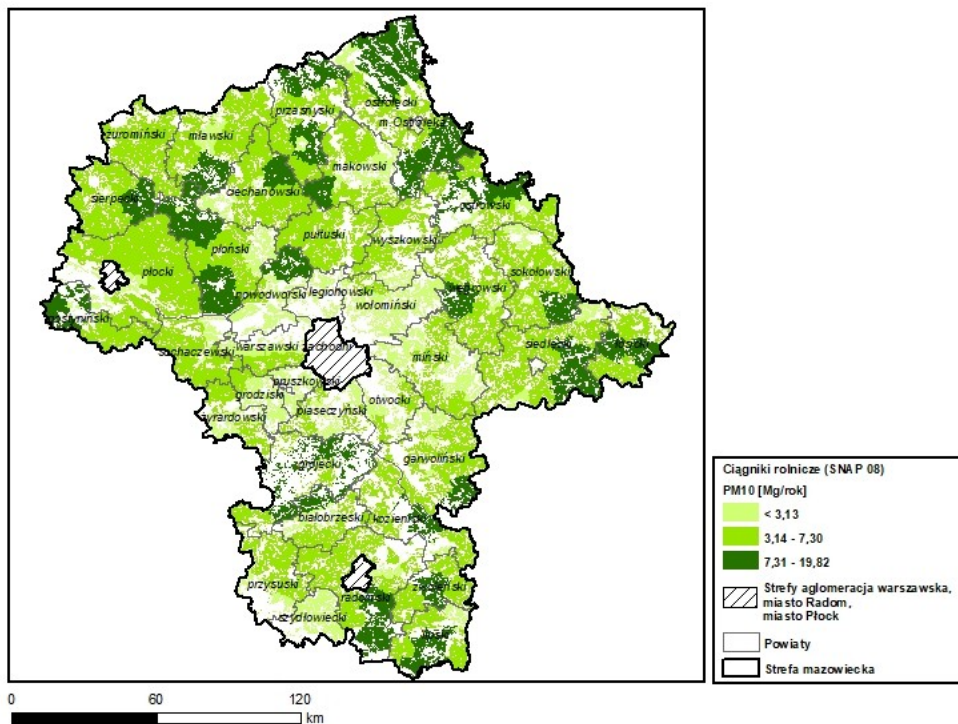 ostrołęcki
przasnyski
m. Ostrołęka
żuromiński
mławski
makowski
ciechanowski
sierpecki
ostrowski
pułtuski
wyszkowski
płoński
płocki
sokołowski
nowodworski
legionowski
węgrowski
wołomiński
gostyniński
sochaczewski
warszawski zachodni
siedlecki
łosicki
miński
pruszkowski
grodziski
otwocki
piaseczyński
żyrardowski
garwoliński
grójecki
białobrzeski
kozienicki
przysuski
radomski
zwoleński
szydłowiecki
lipski
Ciągniki rolnicze (SNAP 08)
PM10 [Mg/rok]
< 3,13
3,14 - 7,30
7,31 - 19,82
Strefy aglomeracja warszawska,
miasto Radom,
miasto Płock
Powiaty
Strefa mazowiecka
0 60 120
km